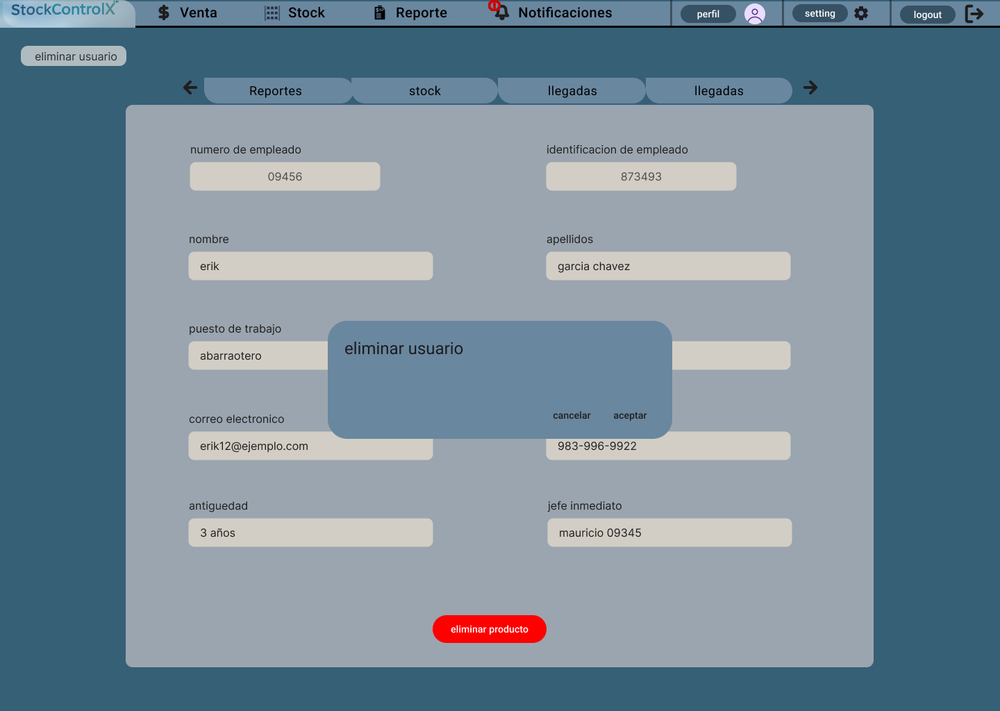 StockControlX
Venta
Stock
Reporte
0
Notificaciones
perfil
setting
logout
eliminar usuario
Reportes
stock
llegadas
llegadas
numero de empleado
identificacion de empleado
09456
873493
nombre
apellidos
erik
garcia chavez
puesto de trabajo
abarraotero
eliminar usuario
cancelar
aceptar
correo electronico
erik12@ejemplo.com
983-996-9922
antiguedad
jefe inmediato
3 años
mauricio 09345
eliminar producto